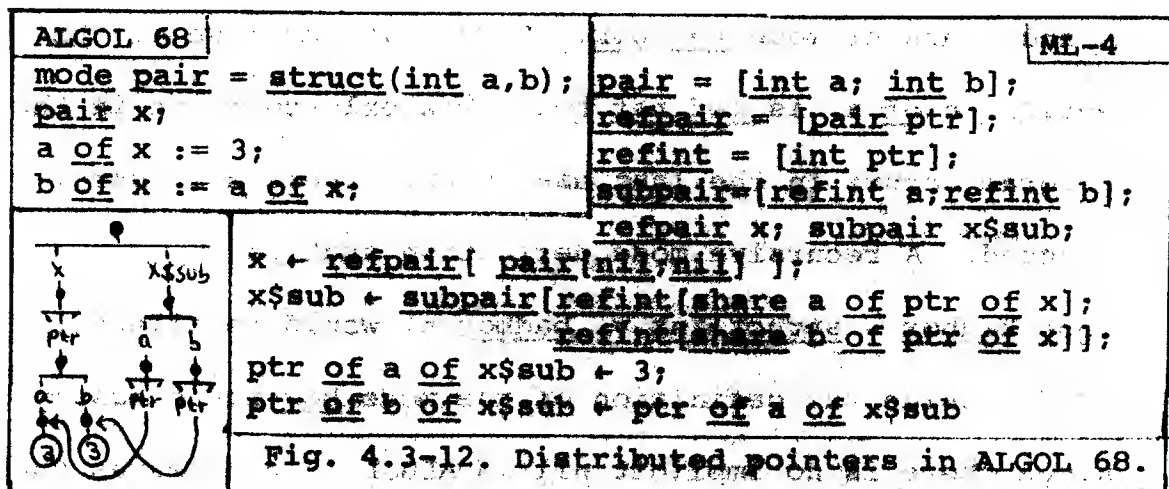 ALGOL 68
mode pair = struct(int a,b);
pair x;
a of x := 3;
b of x := a of x;
ML-4
pair = [int a; int b];
refpair = [pair ptr];
refint = [int ptr];
subpair=[refint a;refint b];
refpair x; subpair x$sub;
x ← refpair[ pair[nil;nil] ];
x$sub ← subpair[refint[share a of ptr of x];
refint[share b of ptr of x]];
ptr of a of x$sub ← 3;
ptr of b of x$sub ← ptr of a of x$sub
x x$sub
ptr a b
a b ptr ptr
3 3
Fig. 4.3-12. Distributed pointers in ALGOL 68.